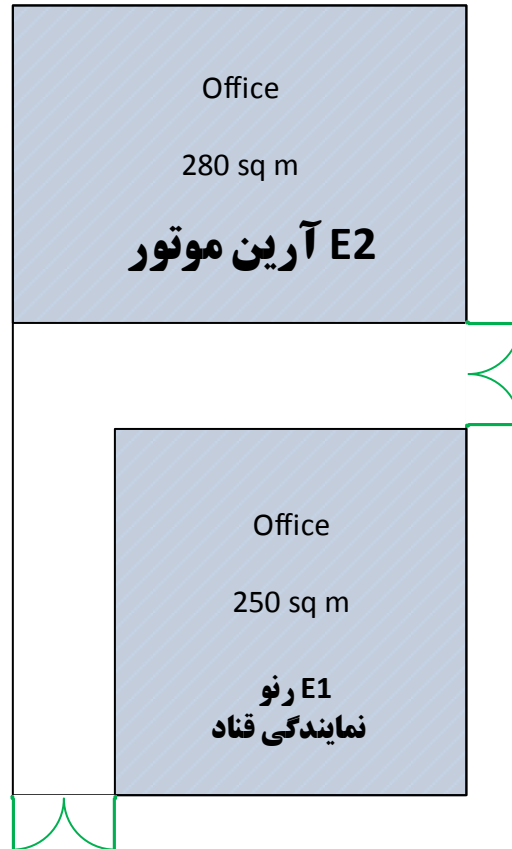 Office
280 sq m
E2 آرین موتور
Office
250 sq m
E1 رنو
نمایندگی قناد